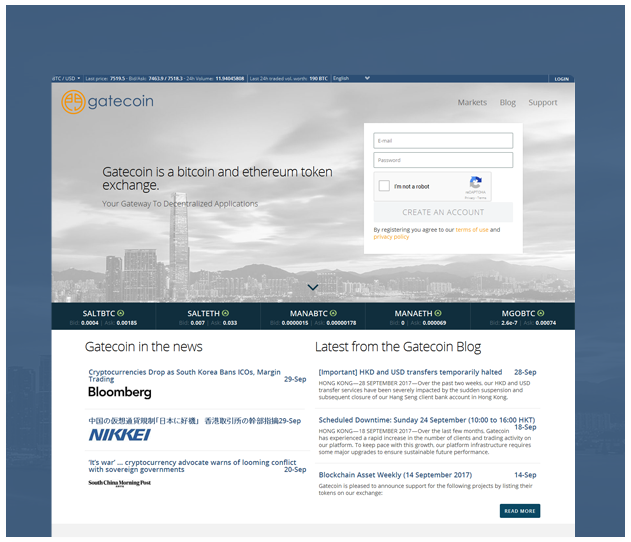 BTC / USD
Last price: 7519.5 - Bid/Ask: 7463.9 / 7518.3 - 24h Volume: 11.94045808 | Last 24h traded vol. worth: 190 BTC
English
LOGIN
gatecoin
Markets Blog Support
E-mail
Password
I'm not a robot
reCAPTCHA
Privacy - Terms
CREATE AN ACCOUNT
By registering you agree to our terms of use and
privacy policy
Gatecoin is a bitcoin and ethereum token
exchange.
Your Gateway To Decentralized Applications
SALTBTC SALTETH MANABTC MANAETH MGOBTC
Bid: 0.0004 | Ask: 0.00185 Bid: 0.007 | Ask: 0.033 Bid: 0.0000015 | Ask: 0.00000178 Bid: 0 | Ask: 0.000069 Bid: 2.6e-7 | Ask: 0.00074
Gatecoin in the news
Cryptocurrencies Drop as South Korea Bans ICOs, Margin
Trading 29-Sep
Bloomberg
中国の仮想通貨規制「日本に好機」 香港取引所の幹部指摘29-Sep
NIKKEI
'It's war' ... cryptocurrency advocate warns of looming conflict
with sovereign governments 20-Sep
South China Morning Post
Latest from the Gatecoin Blog
[Important] HKD and USD transfers temporarily halted 28-Sep
HONG KONG—28 SEPTEMBER 2017—Over the past two weeks, our HKD and USD
transfer services have been severely impacted by the sudden suspension and
subsequent closure of our Hang Seng client bank account in Hong Kong.
Scheduled Downtime: Sunday 24 September (10:00 to 16:00 HKT)
18-Sep
HONG KONG—18 SEPTEMBER 2017—Over the last few months, Gatecoin
has experienced a rapid increase in the number of clients and trading activity on
our platform. To keep pace with this growth, our platform infrastructure requires
some major upgrades to ensure sustainable future performance.
Blockchain Asset Weekly (14 September 2017) 14-Sep
Gatecoin is pleased to announce support for the following projects by listing their
tokens on our exchange:
READ MORE